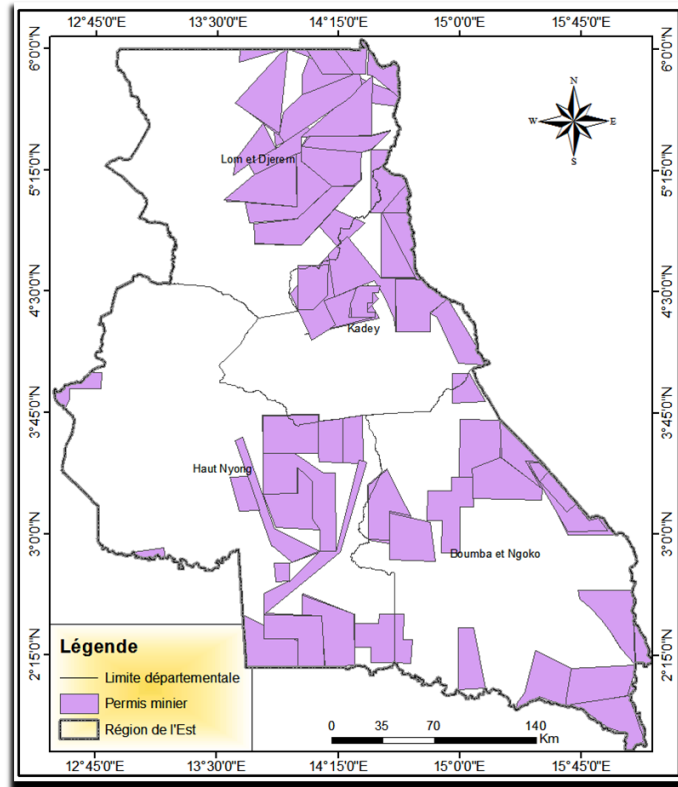 12°45'0"E 13°30'0"E 14°15'0"E 15°0'0"E 15°45'0"E
6°0'0"N 6°0'0"N
N
W E
S
5°15'0"N 5°15'0"N
Lom et Djerem
4°30'0"N 4°30'0"N
Kadey
3°45'0"N 3°45'0"N
Haut Nyong
3°0'0"N 3°0'0"N
Boumba et Ngoko
2°15'0"N 2°15'0"N
Légende
Limite départementale
Permis minier
Région de l'Est
0 35 70 140
Km
12°45'0"E 13°30'0"E 14°15'0"E 15°0'0"E 15°45'0"E